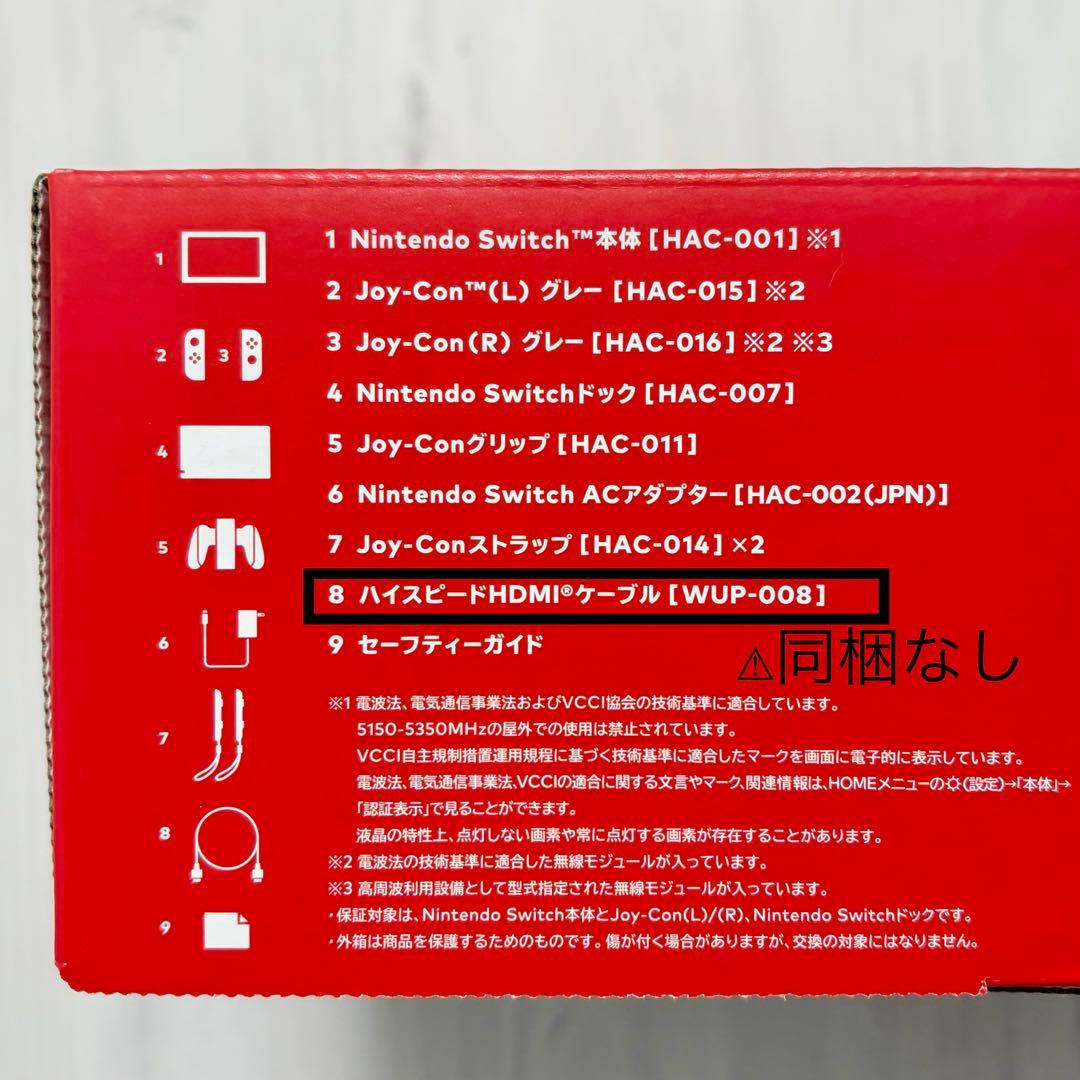 1 Nintendo Switch™本体 [HAC-001] ※1
2 Joy-Con™(L) グレー [HAC-015] ※2
3 Joy-Con(R) グレー [HAC-016] ※2 ※3
4 Nintendo Switchドック [HAC-007]
5 Joy-Conグリップ [HAC-011]
6 Nintendo Switch ACアダプター [HAC-002(JPN)]
7 Joy-Conストラップ [HAC-014] ×2
8 ハイスピードHDMI®ケーブル [WUP-008]
9 セーフティーガイド
⚠同梱なし
※1 電波法、電気通信事業法およびVCCI協会の技術基準に適合しています。
5150-5350MHzの屋外での使用は禁止されています。
VCCI自主規制措置運用規程に基づく技術基準に適合したマークを画面に電子的に表示しています。
電波法、電気通信事業法、VCCIの適合に関する文言やマーク、関連情報は、HOMEメニューの(設定)→「本体」→
「認証表示」で見ることができます。
液晶の特性上、点灯しない画素や常に点灯する画素が存在することがあります。
※2 電波法の技術基準に適合した無線モジュールが入っています。
※3 高周波利用設備として型式指定された無線モジュールが入っています。
・保証対象は、Nintendo Switch本体とJoy-Con(L)/(R)、Nintendo Switchドックです。
・外箱は商品を保護するためのものです。傷が付く場合がありますが、交換の対象にはなりません。
1
2 3
4
5
6
7
8
9